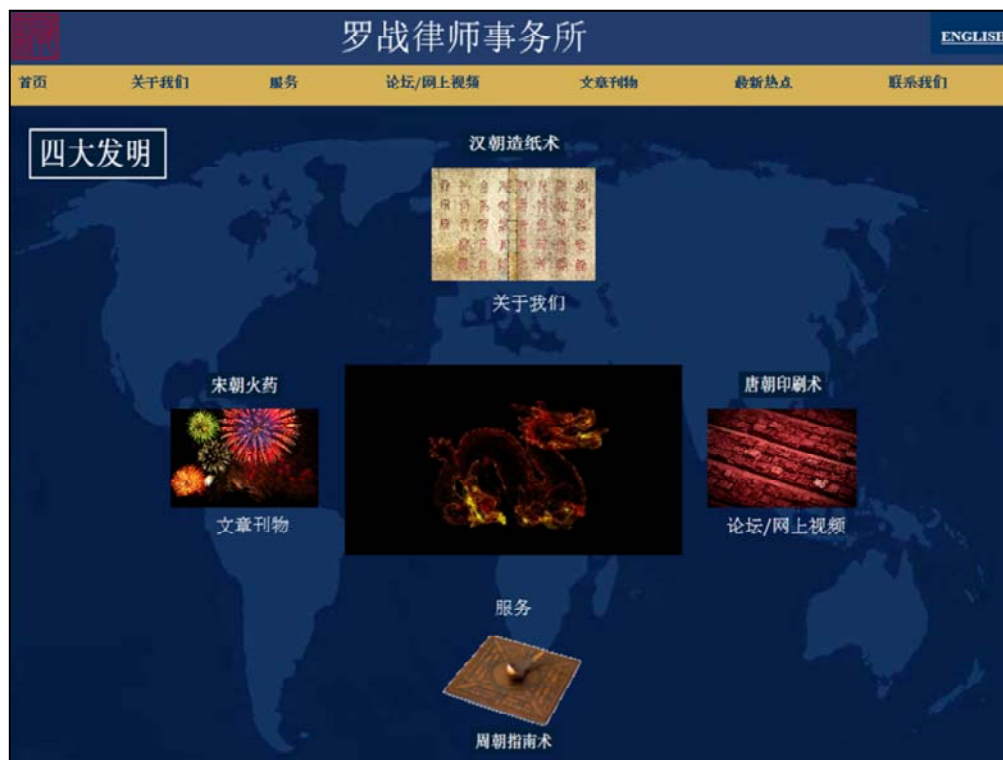 罗战律师事务所
ENGLISH
首页 关于我们 服务 论坛/网上视频 文章刊物 最新热点 联系我们
四大发明
汉朝造纸术
关于我们
宋朝火药
唐朝印刷术
文章刊物
论坛/网上视频
服务
周朝指南术